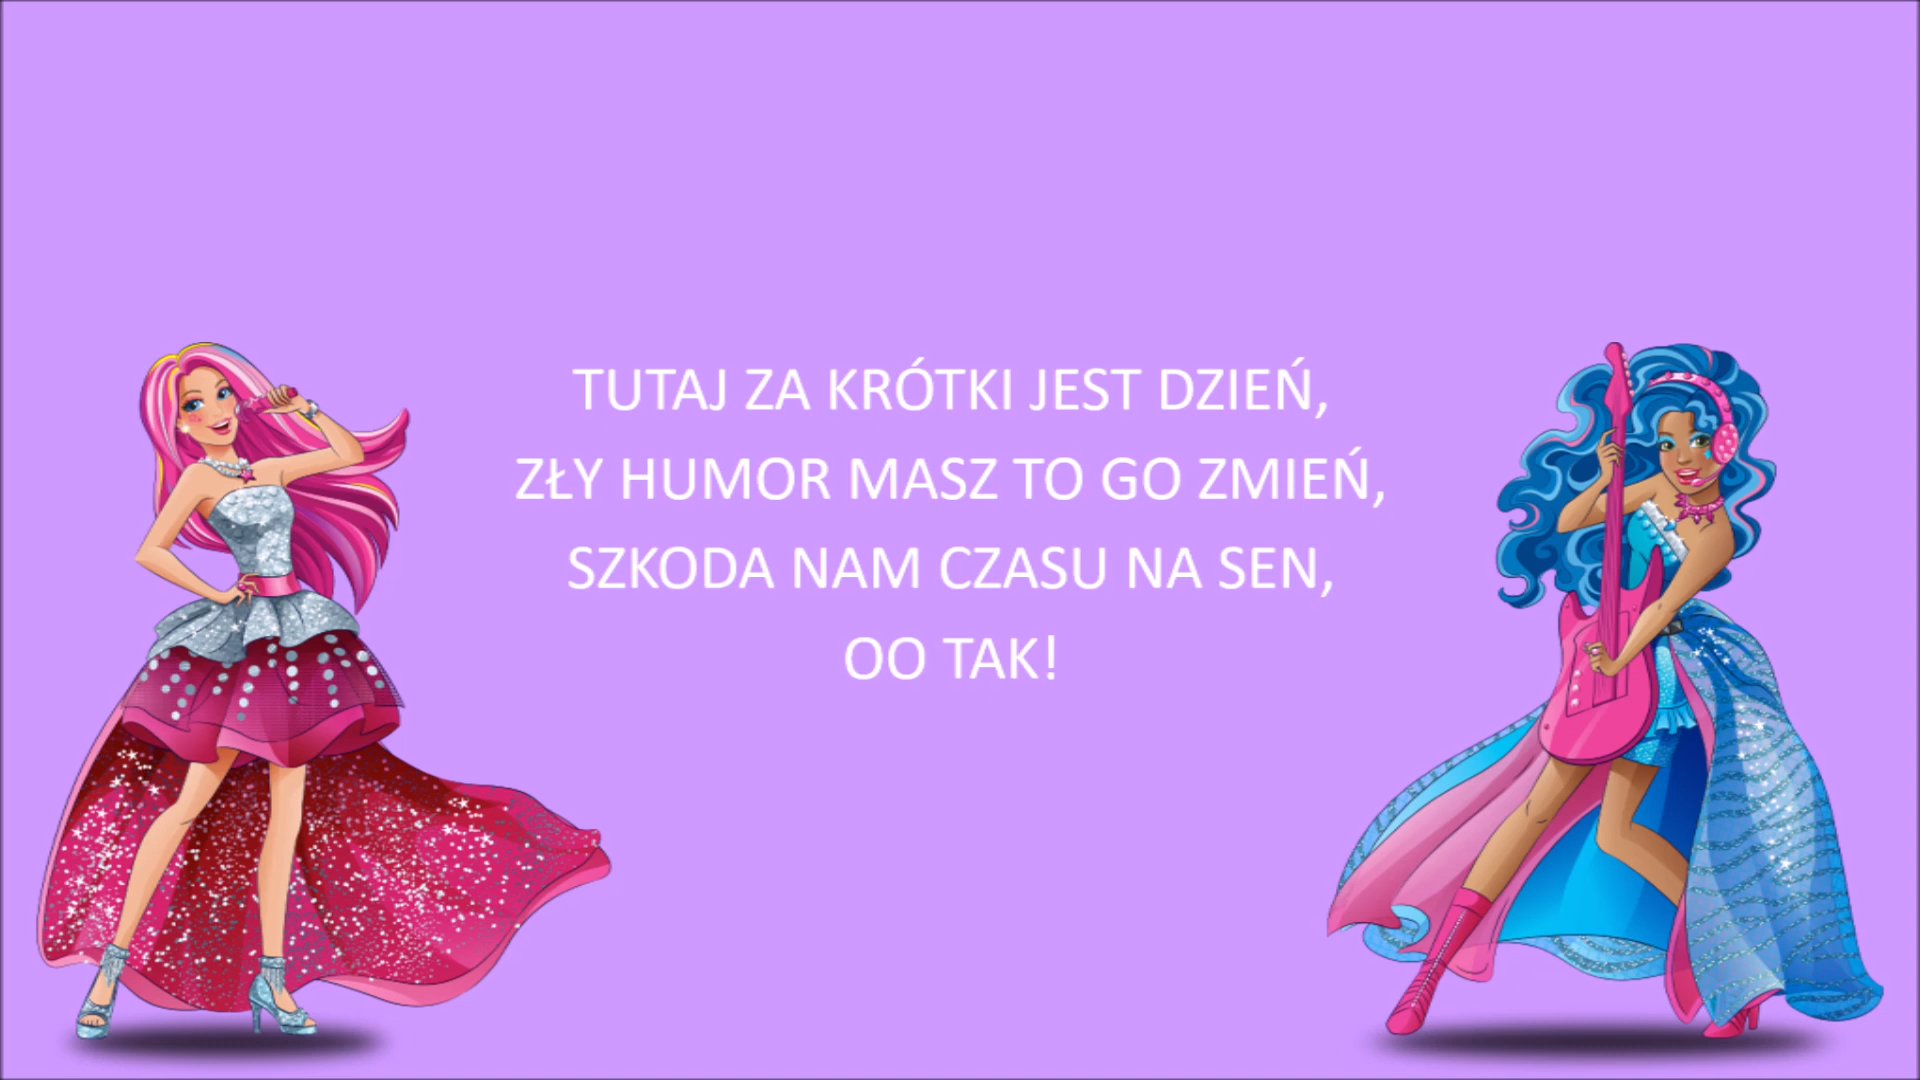 TUTAJ ZA KRÓTKI JEST DZIEŃ,
ZŁY HUMOR MASZ TO GO ZMIEŃ,
SZKODA NAM CZASU NA SEN,
OO TAK!